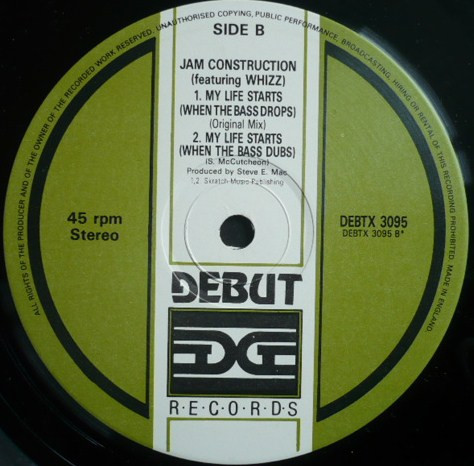 ALL RIGHTS OF THE PRODUCER AND OF THE OWNER OF THE RECORDED WORK RESERVED. UNAUTHORISED COPYING, PUBLIC PERFORMANCE, BROADCASTING, HIRING OR RENTAL OF THIS RECORDING PROHIBITED. MADE IN ENGLAND.
SIDE B
JAM CONSTRUCTION
(featuring WHIZZ)
1. MY LIFE STARTS
(WHEN THE BASS DROPS)
(Original Mix)
2. MY LIFE STARTS
(WHEN THE BASS DUBS)
(S. McCutcheon)
Produced by Steve E. Mac
1,2. Skratch Music Publishing
45 rpm
Stereo
DEBTX 3095
DEBTX 3095 B*
DEBUT
EDGE
R·E·C·O·R·D·S